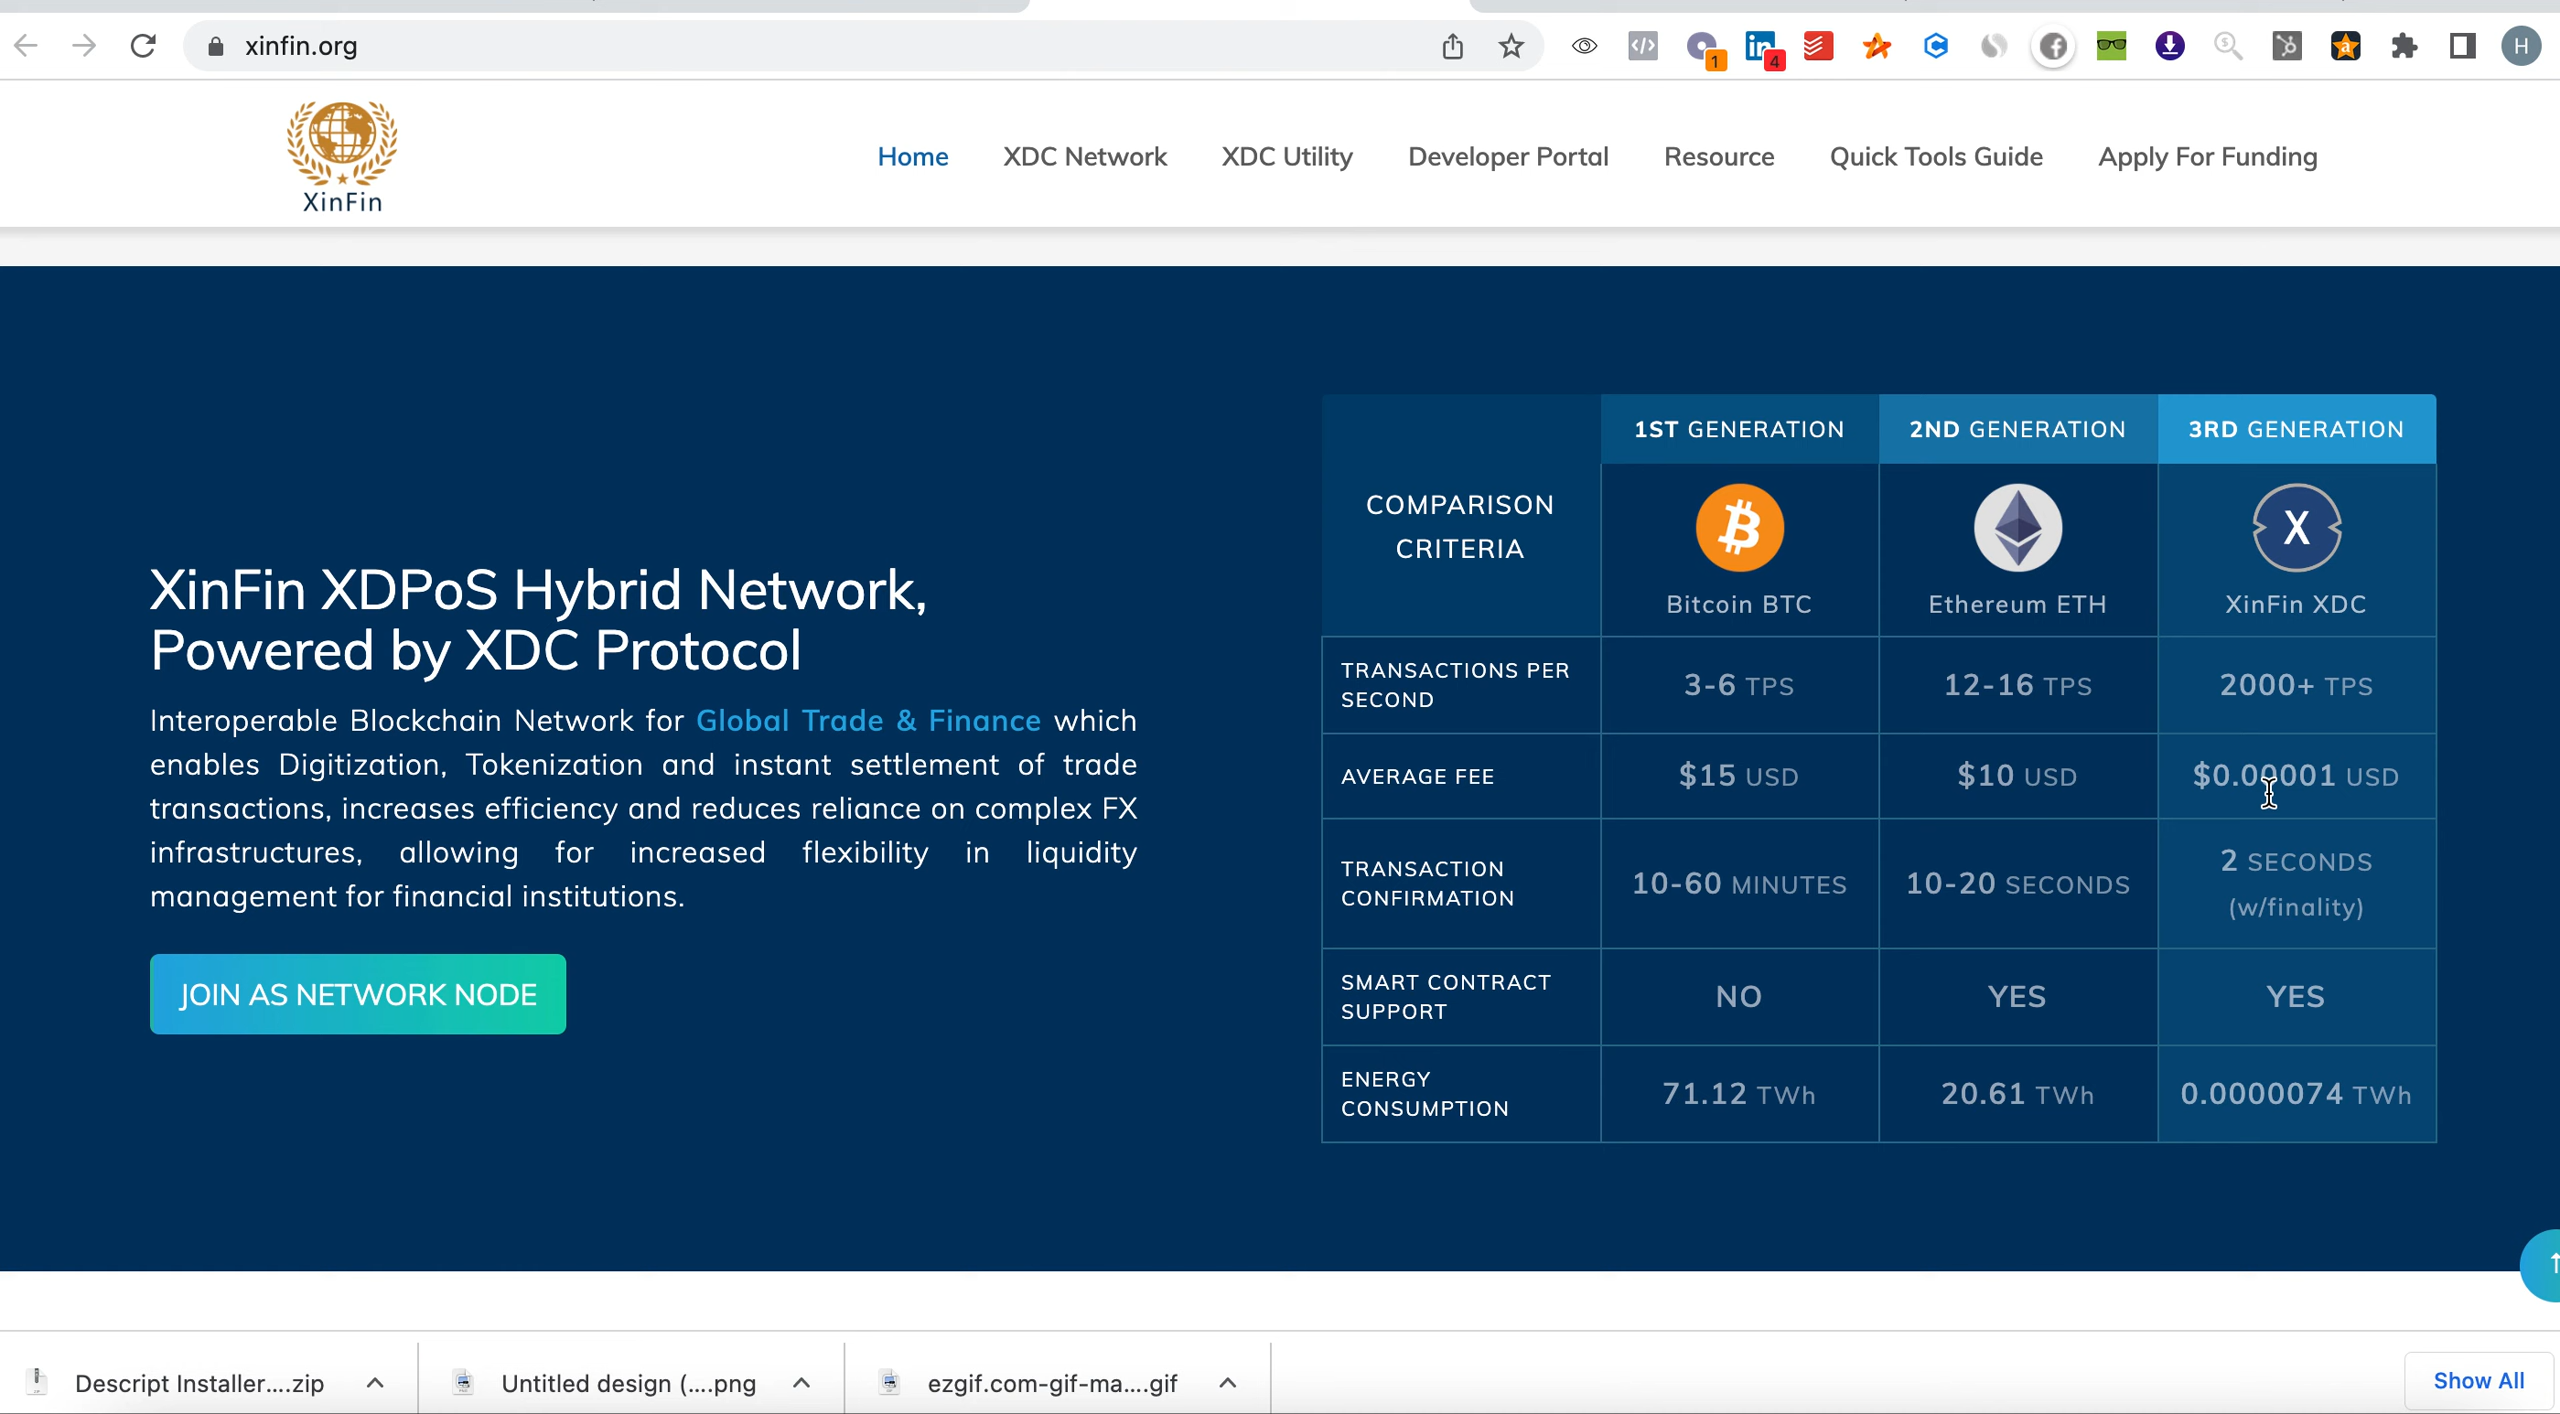 xinfin.org
1
4
H
XinFin
Home XDC Network XDC Utility Developer Portal Resource Quick Tools Guide Apply For Funding
XinFin XDPoS Hybrid Network,
Powered by XDC Protocol
Interoperable Blockchain Network for Global Trade & Finance which
enables Digitization, Tokenization and instant settlement of trade
transactions, increases efficiency and reduces reliance on complex FX
infrastructures, allowing for increased flexibility in liquidity
management for financial institutions.
JOIN AS NETWORK NODE
1ST GENERATION 2ND GENERATION 3RD GENERATION
COMPARISON
CRITERIA
Bitcoin BTC Ethereum ETH XinFin XDC
TRANSACTIONS PER
SECOND
3-6 TPS 12-16 TPS 2000+ TPS
AVERAGE FEE $15 USD $10 USD $0.00001 USD
TRANSACTION
CONFIRMATION
10-60 MINUTES 10-20 SECONDS 2 SECONDS
(w/finality)
SMART CONTRACT
SUPPORT
NO YES YES
ENERGY
CONSUMPTION
71.12 TWh 20.61 TWh 0.0000074 TWh
Descript Installer....zip Untitled design (....png ezgif.com-gif-ma....gif Show All